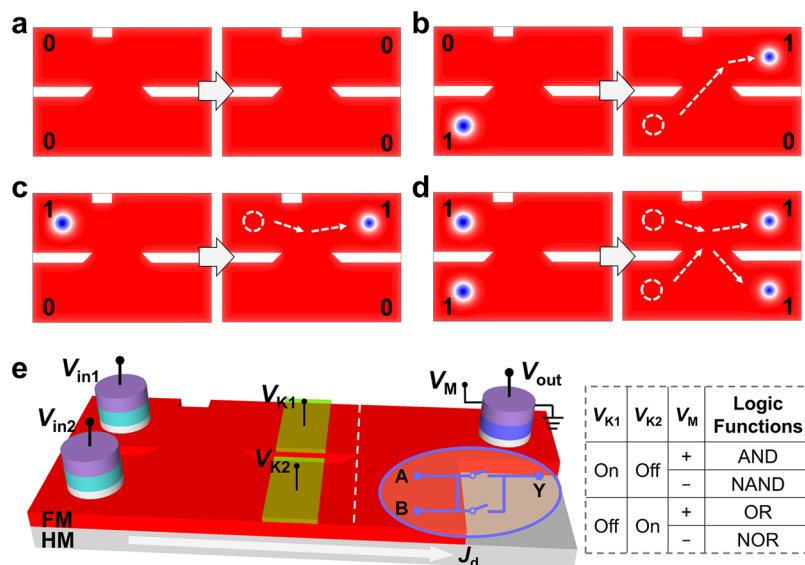 a
0 0
0 0
b
0 1
1 0
c
1 1
0 0
d
1 1
1 1
e
Vin1
Vin2
VK1
VK2
VM
Vout
A
B
Y
FM
HM
Jd
VK1 VK2 VM Logic Functions
On Off + AND
− NAND
Off On + OR
− NOR